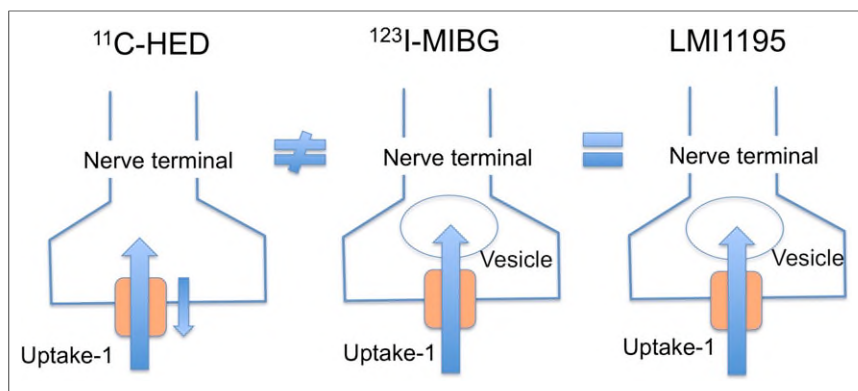 ¹¹C-HED
¹²³I-MIBG
LMI1195
Nerve terminal
Nerve terminal
Nerve terminal
Vesicle
Vesicle
Uptake-1
Uptake-1
Uptake-1